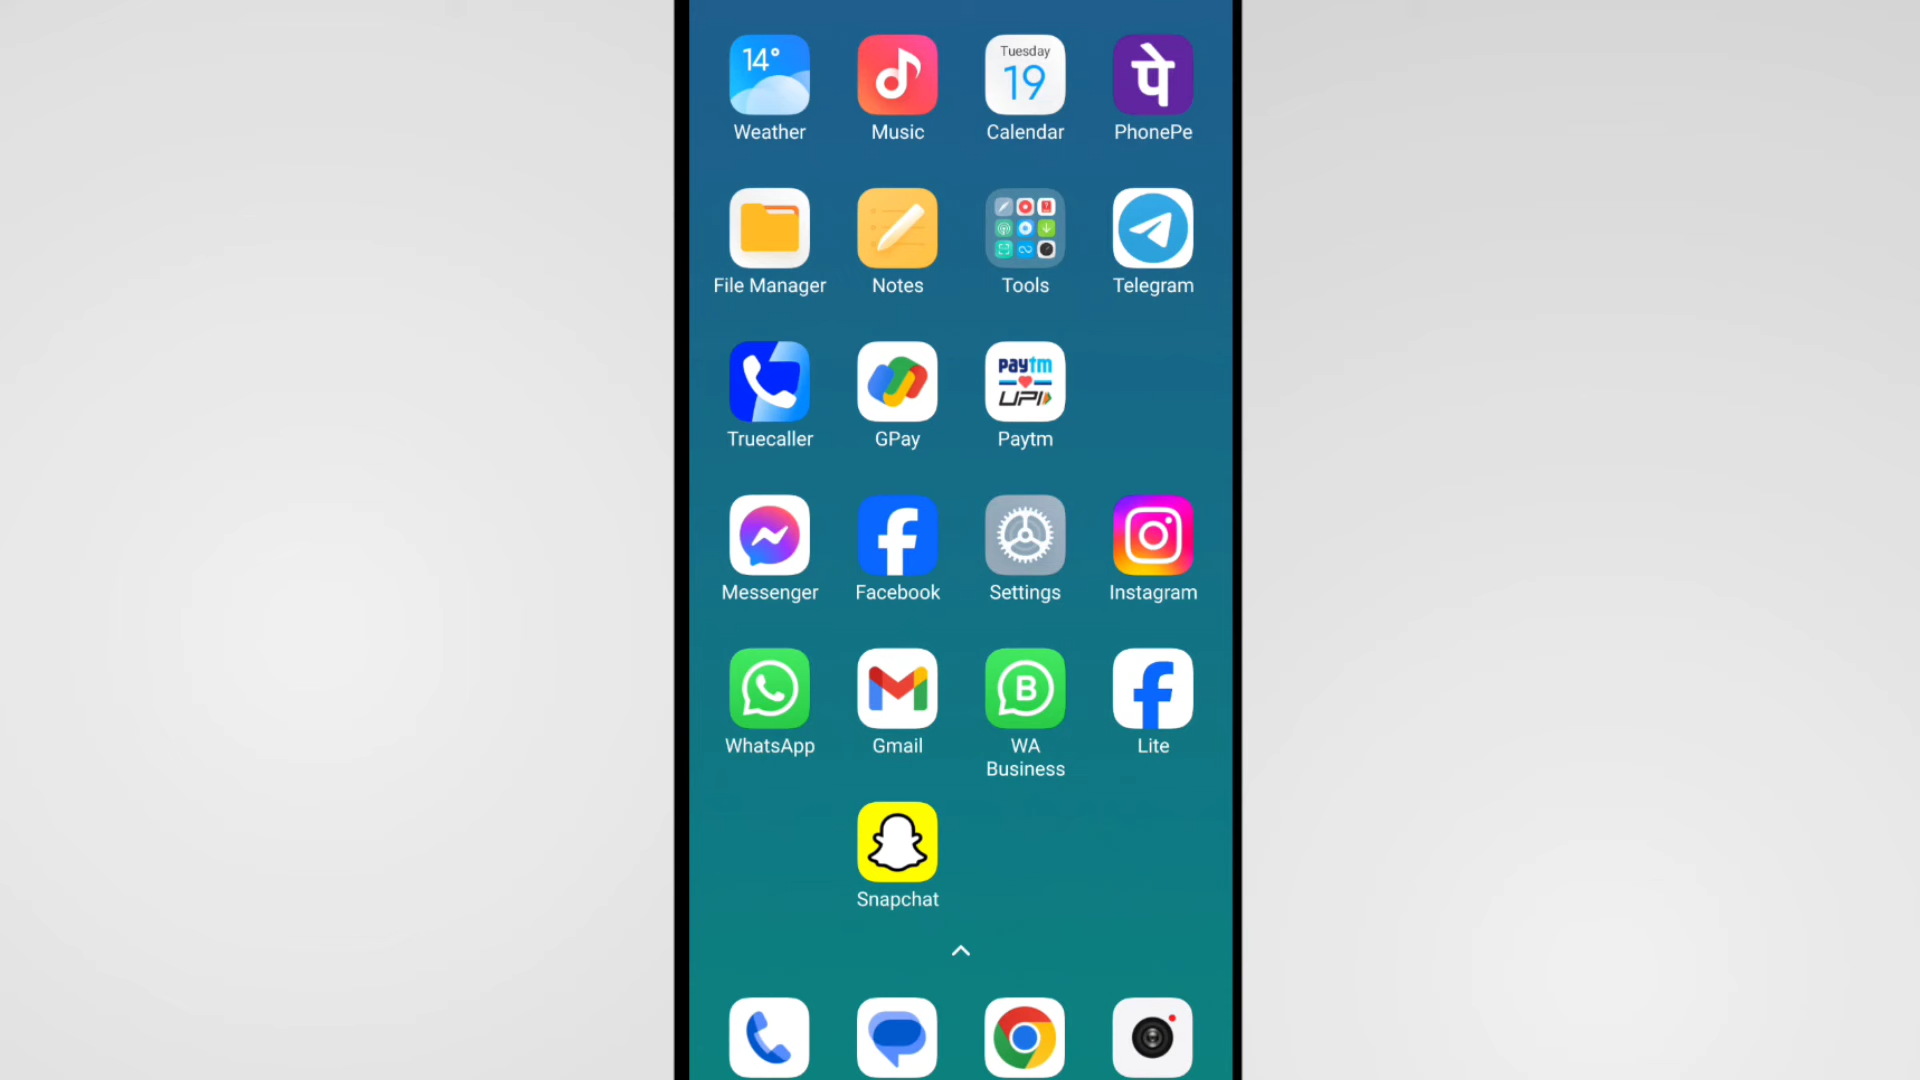 14°
Tuesday
19
पे
Weather
Music
Calendar
PhonePe
File Manager
Notes
Tools
Telegram
paytm
UPI
Truecaller
GPay
Paytm
Messenger
Facebook
Settings
Instagram
B
WhatsApp
Gmail
WA
Business
Lite
Snapchat